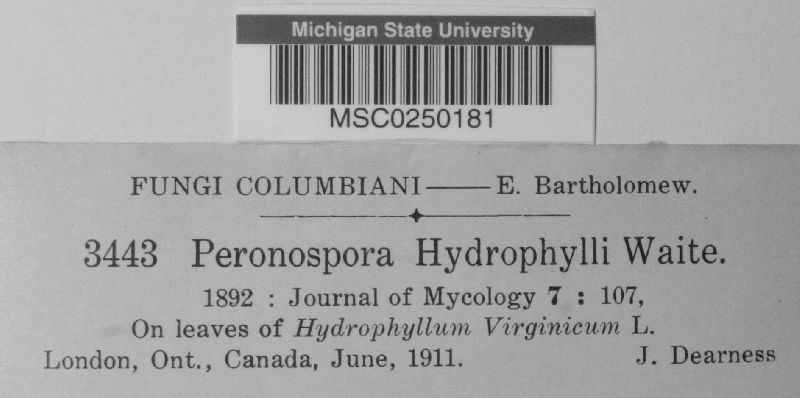 Michigan State University
MSC0250181
FUNGI COLUMBIANI—E. Bartholomew.
3443 Peronospora Hydrophylli Waite.
1892 : Journal of Mycology 7 : 107,
On leaves of Hydrophyllum Virginicum L.
London, Ont., Canada, June, 1911. J. Dearness